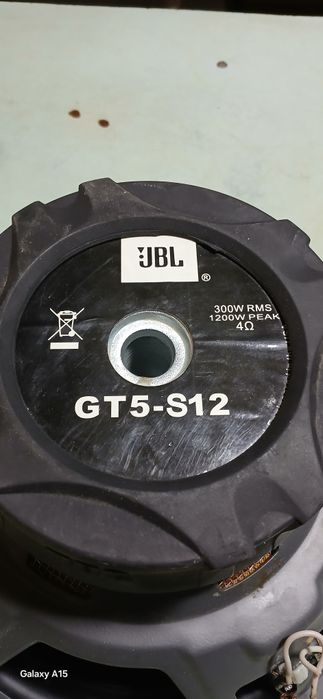 JBL
®
300W RMS
1200W PEAK
4Ω
GT5-S12
Galaxy A15